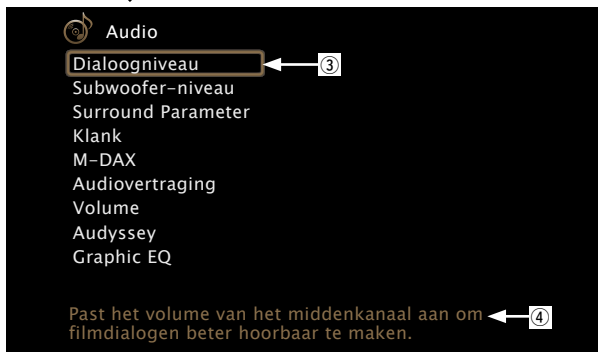 Audio
Dialoogniveau
③
Subwoofer-niveau
Surround Parameter
Klank
M-DAX
Audiovertraging
Volume
Audyssey
Graphic EQ
Past het volume van het middenkanaal aan om
④
filmdialogen beter hoorbaar te maken.